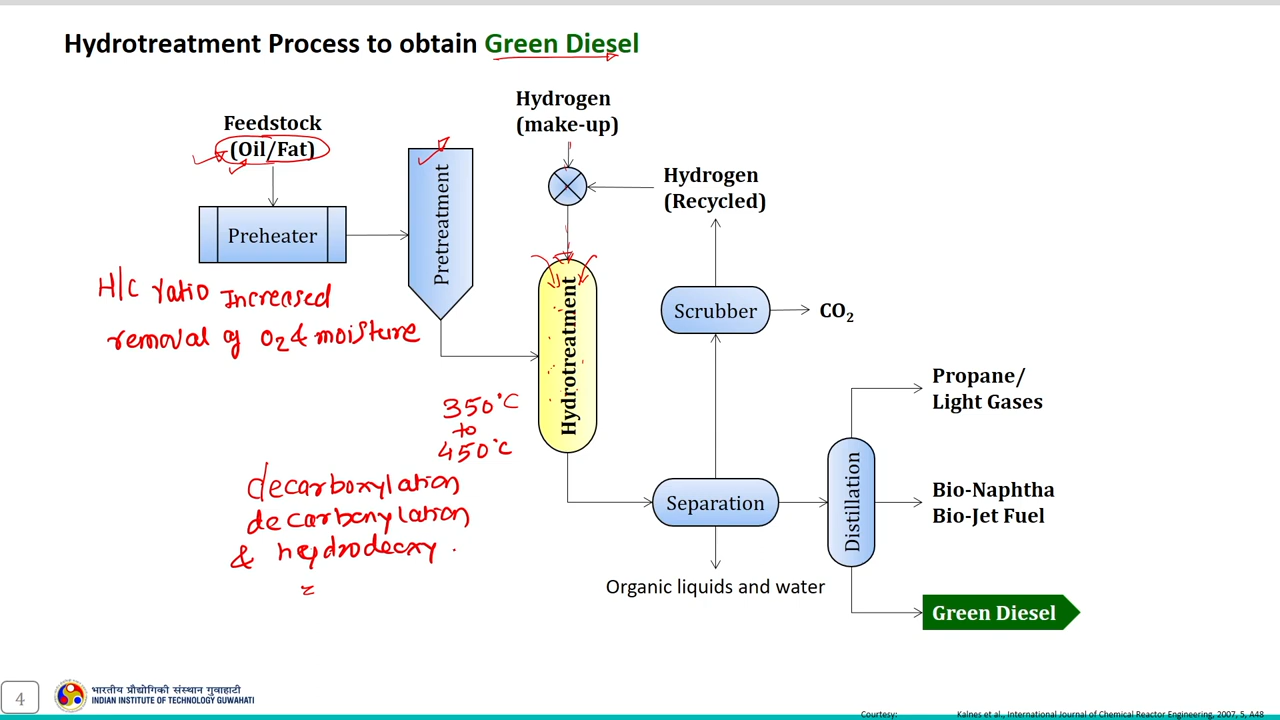 Hydrotreatment Process to obtain Green Diesel
Hydrogen
(make-up)
Feedstock
(Oil/Fat)
Hydrogen
(Recycled)
Preheater
Pretreatment
H/C ratio Increased
removal of O2 & moisture
Hydrotreatment
Scrubber
CO₂
350°C
to
450°C
Propane/
Light Gases
decarboxylation
decarbonylation
& hydrodeoxy.
Separation
Distillation
Bio-Naphtha
Bio-Jet Fuel
Organic liquids and water
Green Diesel
4
भारतीय प्रौद्योगिकी संस्थान गुवाहाटी
INDIAN INSTITUTE OF TECHNOLOGY GUWAHATI
Courtesy: Kalnes et al., International Journal of Chemical Reactor Engineering, 2007, 5, A48